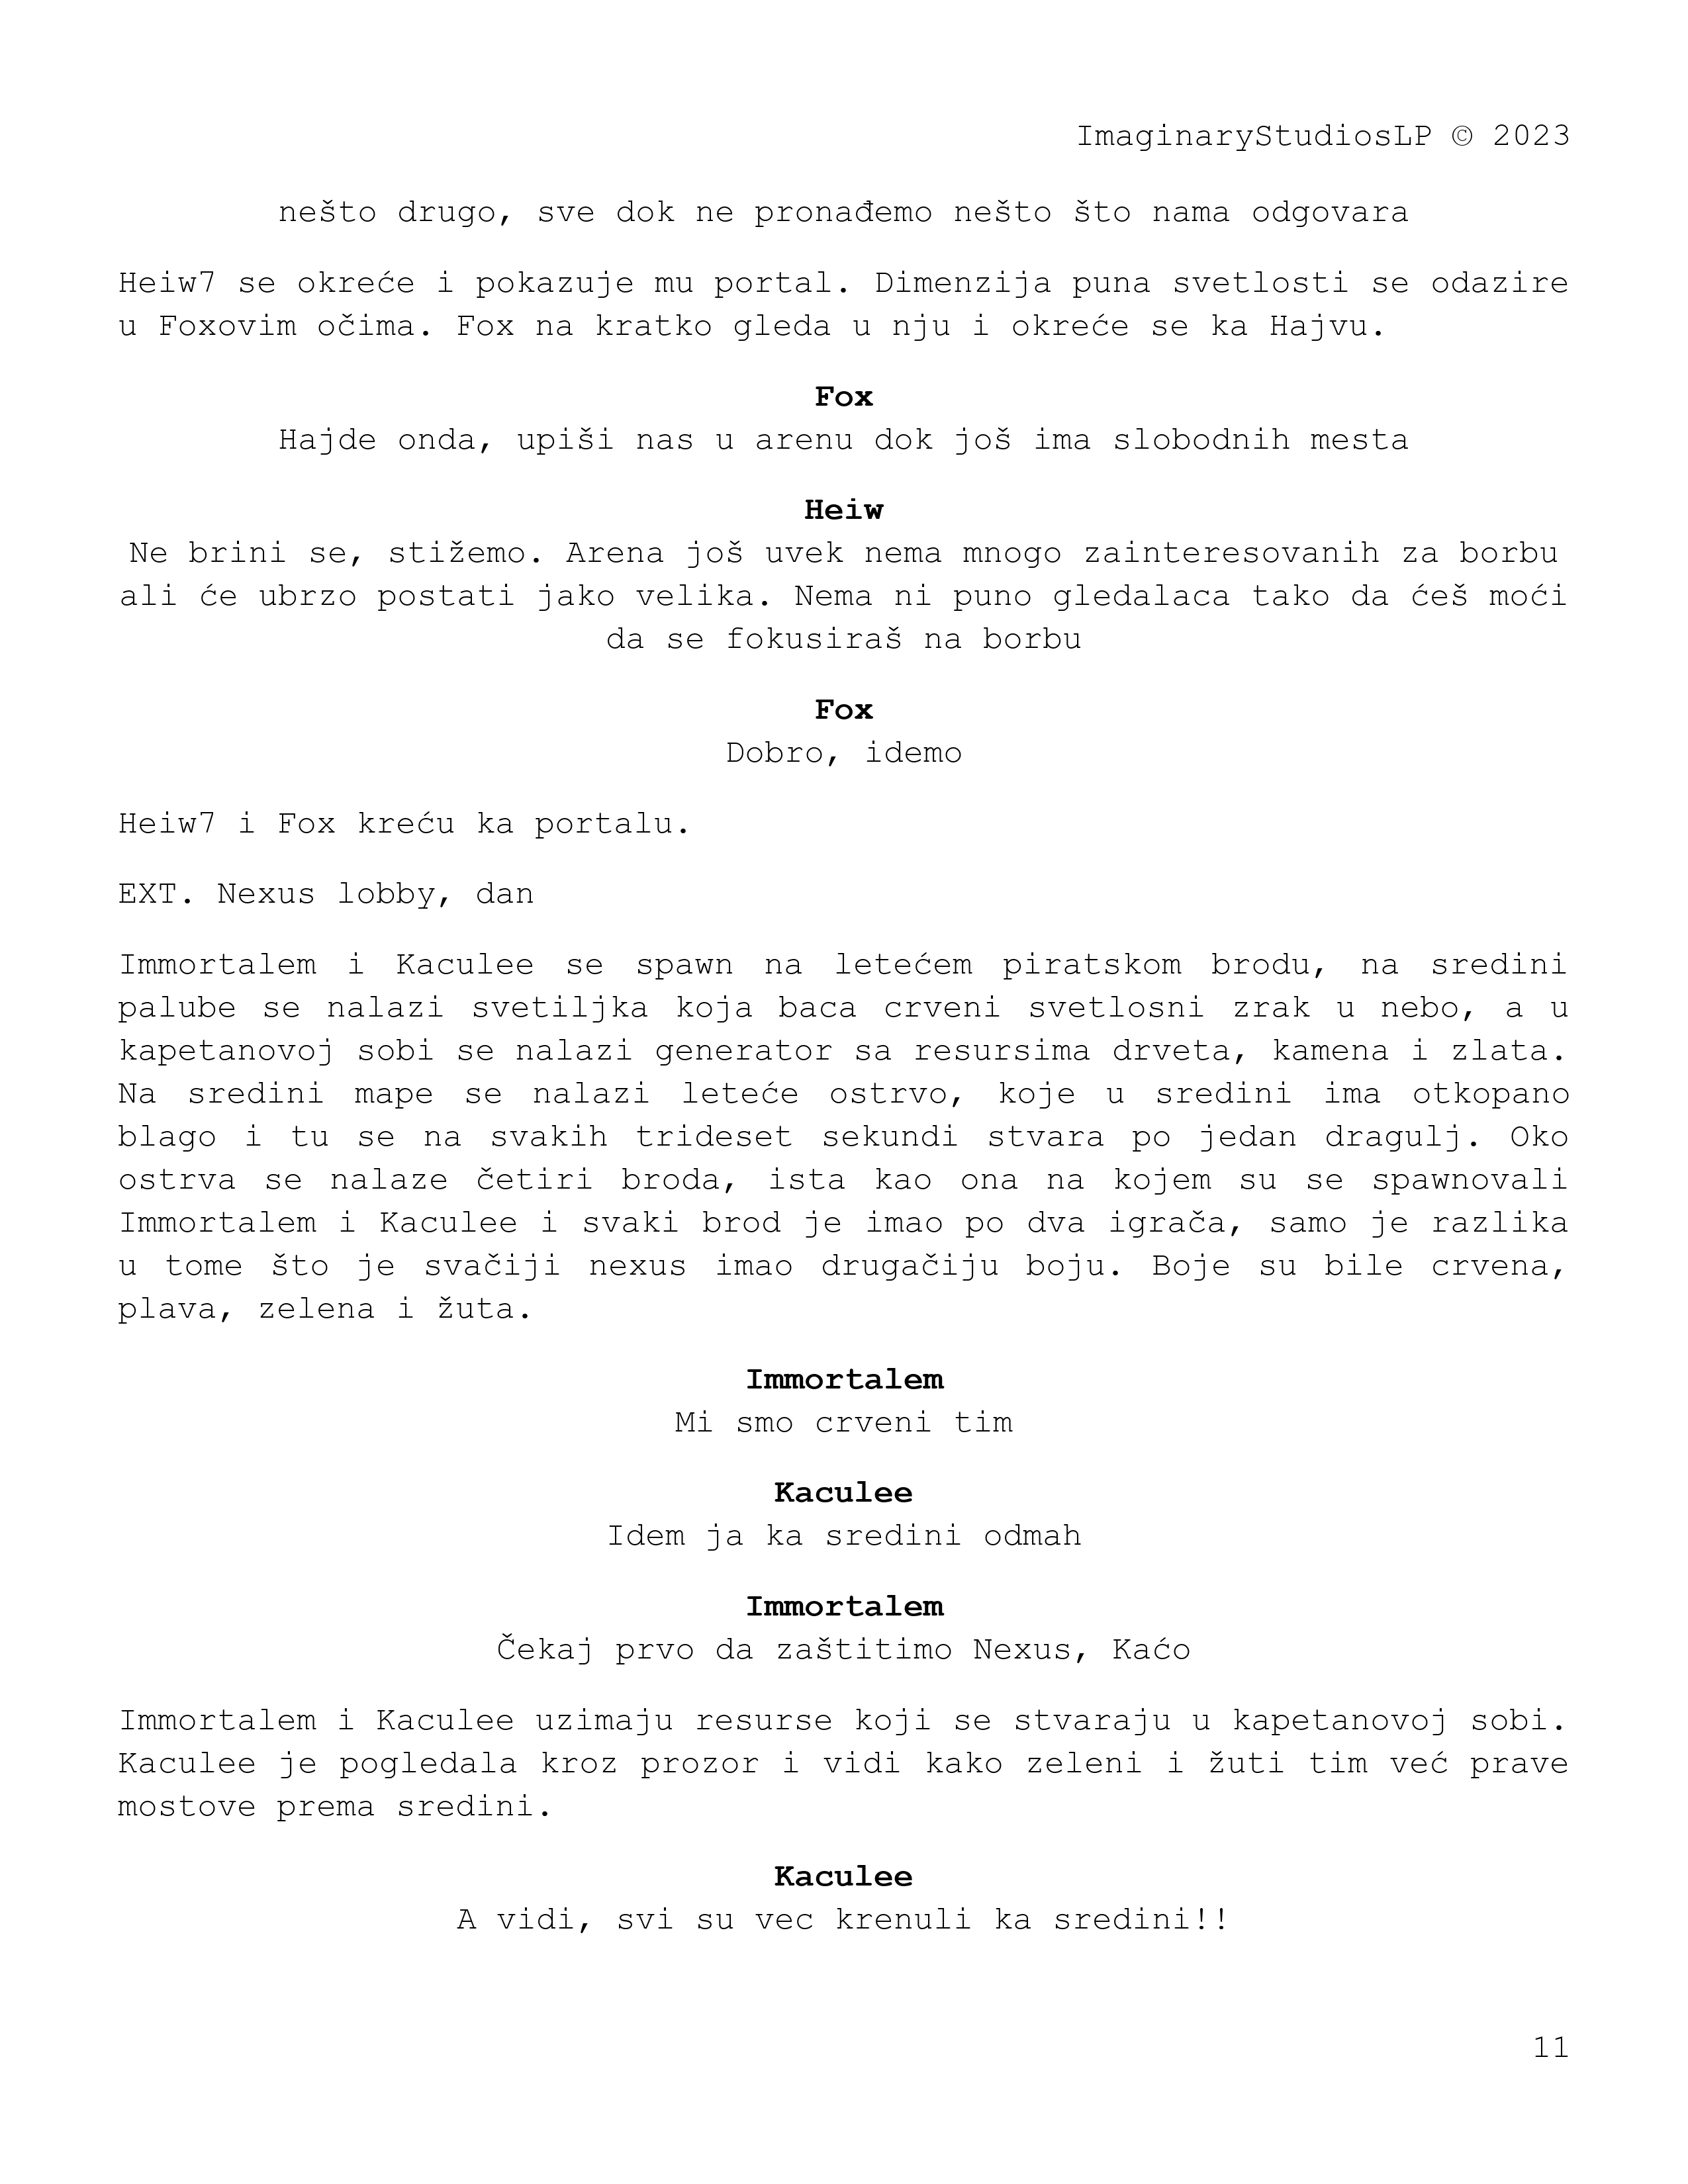 ImaginaryStudiosLP © 2023
nešto drugo, sve dok ne pronađemo nešto što nama odgovara
Heiw7 se okreće i pokazuje mu portal. Dimenzija puna svetlosti se odazire
u Foxovim očima. Fox na kratko gleda u nju i okreće se ka Hajvu.
Fox
Hajde onda, upiši nas u arenu dok još ima slobodnih mesta
Heiw
Ne brini se, stižemo. Arena još uvek nema mnogo zainteresovanih za borbu
ali će ubrzo postati jako velika. Nema ni puno gledalaca tako da ćeš moći
da se fokusiraš na borbu
Fox
Dobro, idemo
Heiw7 i Fox kreću ka portalu.
EXT. Nexus lobby, dan
Immortalem i Kaculee se spawn na letećem piratskom brodu, na sredini
palube se nalazi svetiljka koja baca crveni svetlosni zrak u nebo, a u
kapetanovoj sobi se nalazi generator sa resursima drveta, kamena i zlata.
Na sredini mape se nalazi leteće ostrvo, koje u sredini ima otkopano
blago i tu se na svakih trideset sekundi stvara po jedan dragulj. Oko
ostrva se nalaze četiri broda, ista kao ona na kojem su se spawnovali
Immortalem i Kaculee i svaki brod je imao po dva igrača, samo je razlika
u tome što je svačiji nexus imao drugačiju boju. Boje su bile crvena,
plava, zelena i žuta.
Immortalem
Mi smo crveni tim
Kaculee
Idem ja ka sredini odmah
Immortalem
Čekaj prvo da zaštitimo Nexus, Kaćo
Immortalem i Kaculee uzimaju resurse koji se stvaraju u kapetanovoj sobi.
Kaculee je pogledala kroz prozor i vidi kako zeleni i žuti tim već prave
mostove prema sredini.
Kaculee
A vidi, svi su vec krenuli ka sredini!!
11